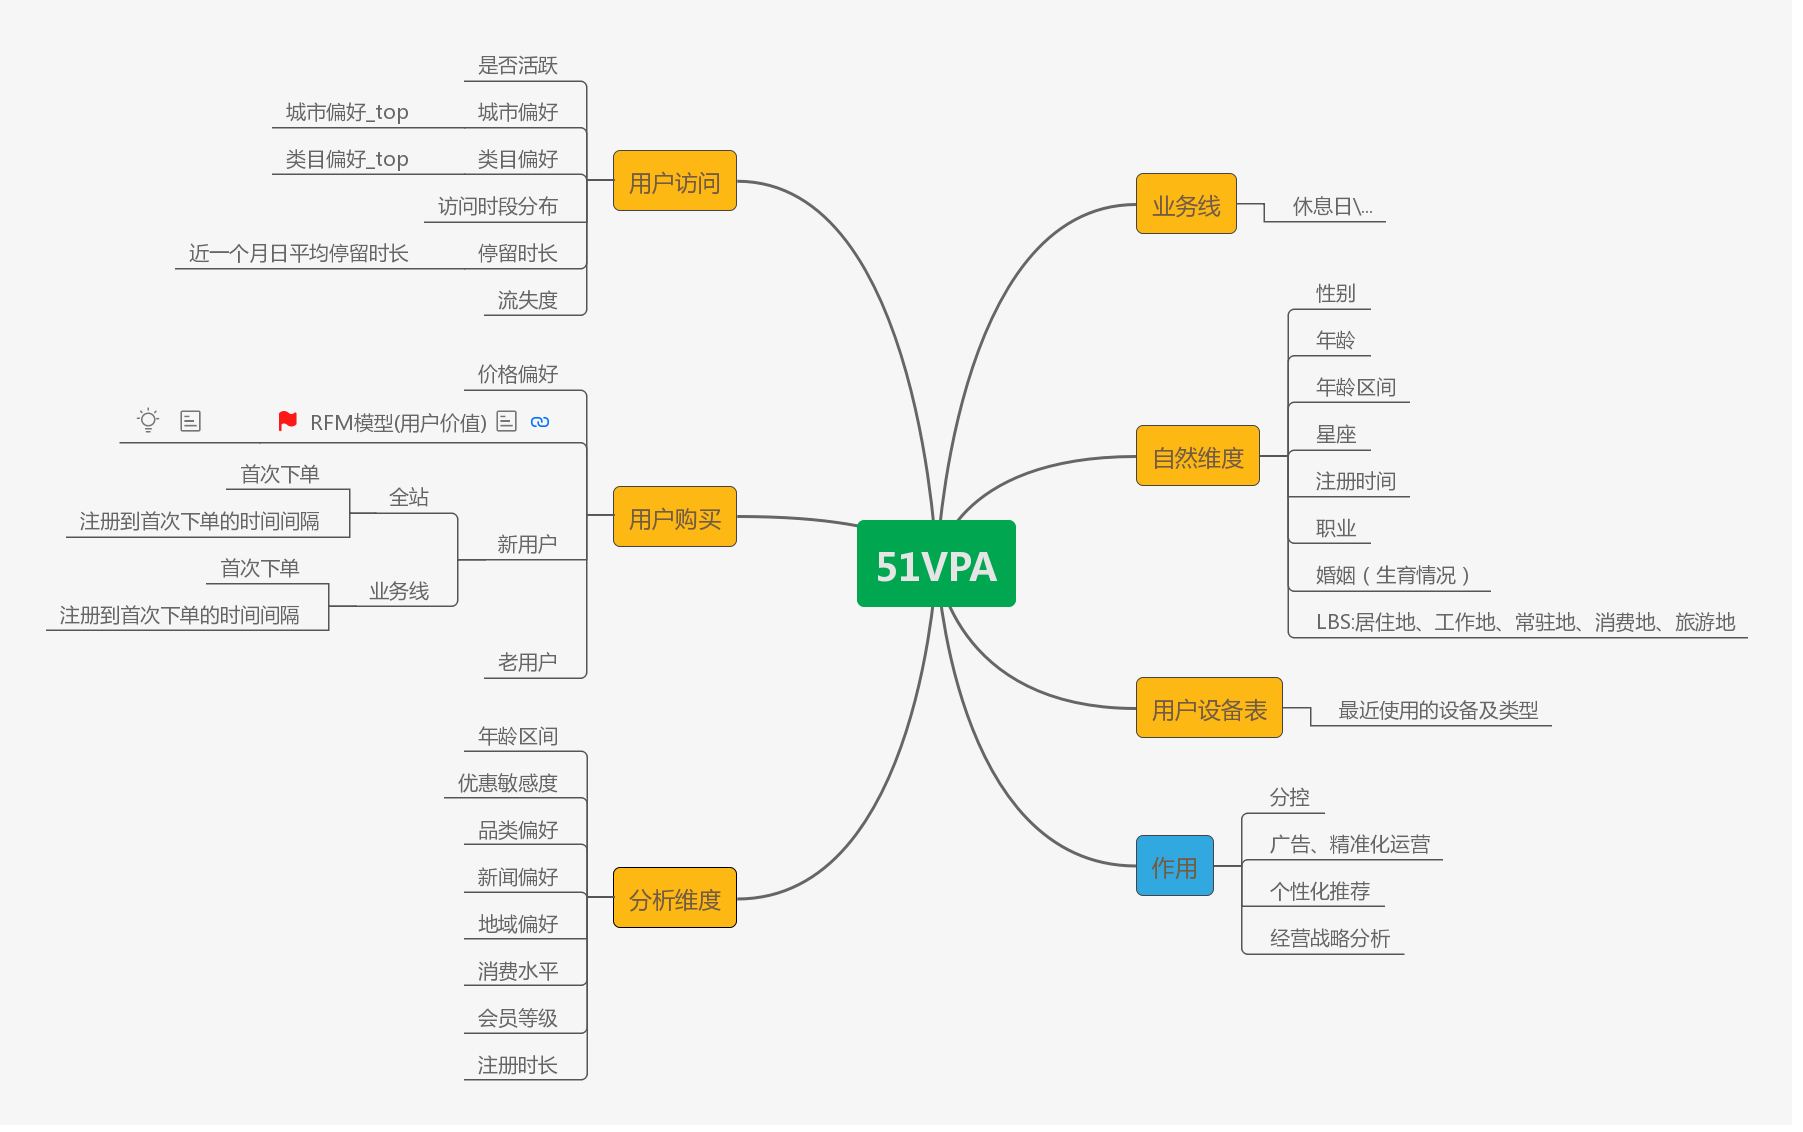 51VPA
用户访问
是否活跃
城市偏好
城市偏好_top
类目偏好
类目偏好_top
访问时段分布
停留时长
近一个月日平均停留时长
流失度
用户购买
价格偏好
RFM模型(用户价值)
新用户
全站
首次下单
注册到首次下单的时间间隔
业务线
首次下单
注册到首次下单的时间间隔
老用户
分析维度
年龄区间
优惠敏感度
品类偏好
新闻偏好
地域偏好
消费水平
会员等级
注册时长
业务线
休息日\...
自然维度
性别
年龄
年龄区间
星座
注册时间
职业
婚姻（生育情况）
LBS:居住地、工作地、常驻地、消费地、旅游地
用户设备表
最近使用的设备及类型
作用
分控
广告、精准化运营
个性化推荐
经营战略分析